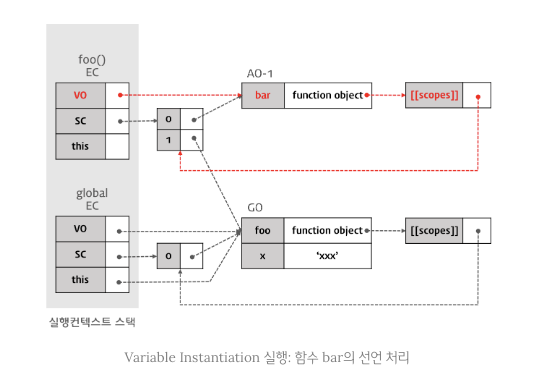 foo()
EC
VO
SC
this
0
1
AO-1
bar
function object
[[scopes]]
global
EC
VO
SC
this
0
GO
foo
function object
x
'xxx'
[[scopes]]
실행컨텍스트 스택
Variable Instantiation 실행: 함수 bar의 선언 처리